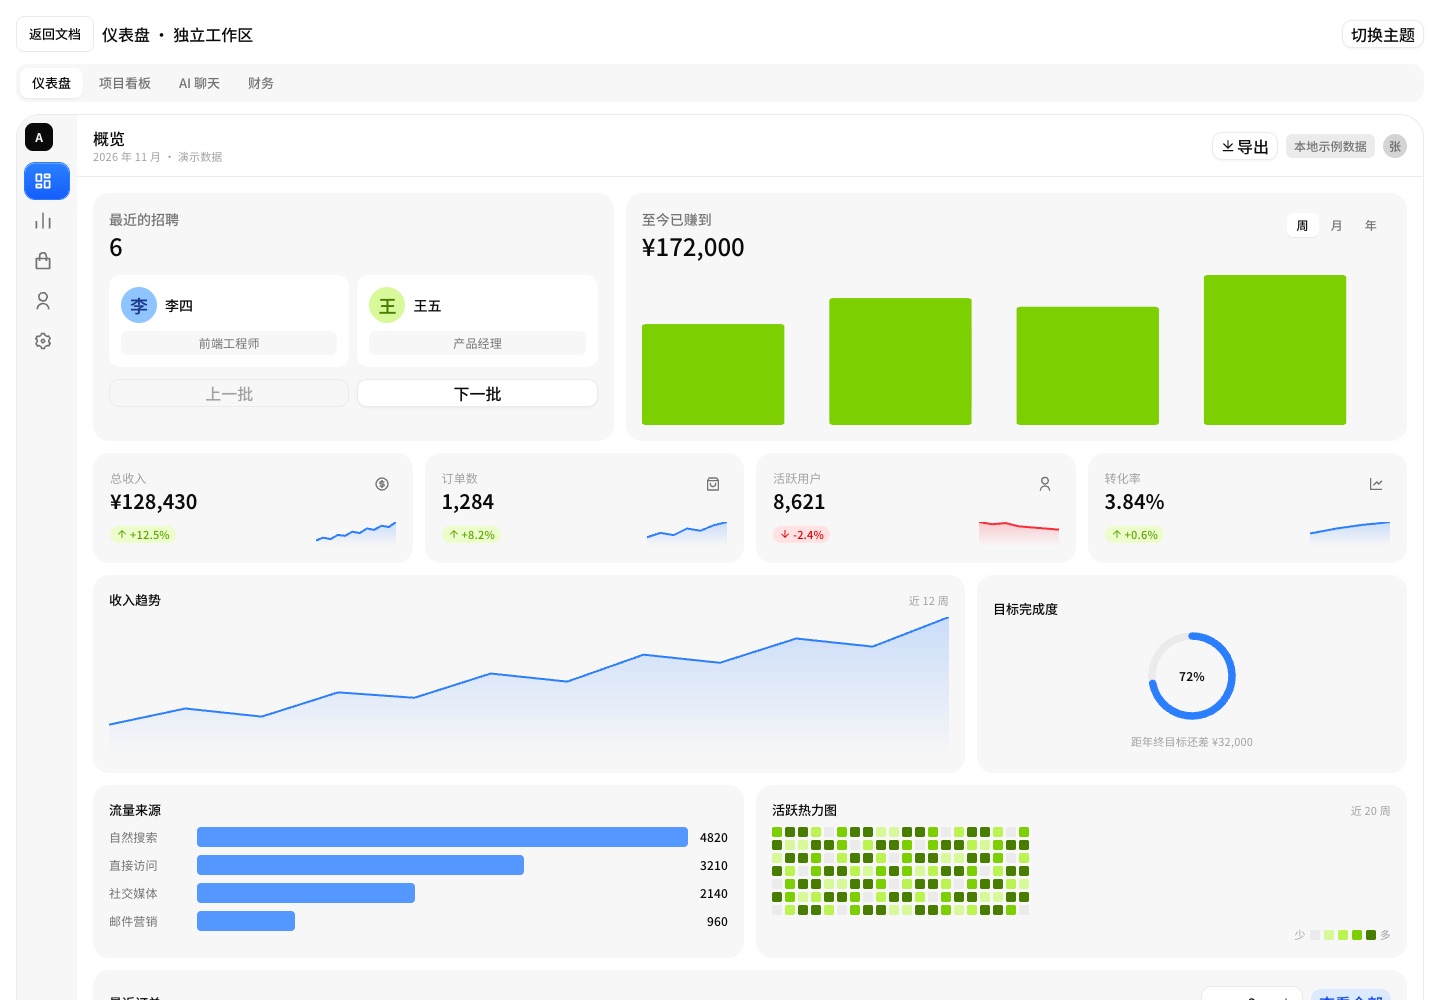 返回文档
仪表盘 · 独立工作区
切换主题
仪表盘
项目看板
AI 聊天
财务
A
概览
2026 年 11 月 · 演示数据
导出
本地示例数据
张
最近的招聘
6
李
李四
前端工程师
王
王五
产品经理
上一批
下一批
至今已赚到
¥172,000
周
月
年
总收入
¥128,430
+12.5%
订单数
1,284
+8.2%
活跃用户
8,621
-2.4%
转化率
3.84%
+0.6%
收入趋势
近 12 周
目标完成度
72%
距年终目标还差 ¥32,000
流量来源
自然搜索
4820
直接访问
3210
社交媒体
2140
邮件营销
960
活跃热力图
近 20 周
少
多